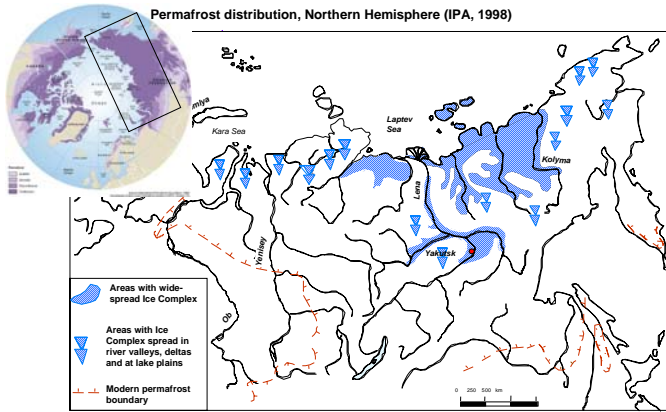 Permafrost distribution, Northern Hemisphere (IPA, 1998)
mlya
Kara Sea
Laptev
Sea
Kolyma
Lena
Yenisey
Yakutsk
Ob
Areas with wide-
spread Ice Complex
Areas with Ice
Complex spread in
river valleys, deltas
and at lake plains
Modern permafrost
boundary
0 250 500 km